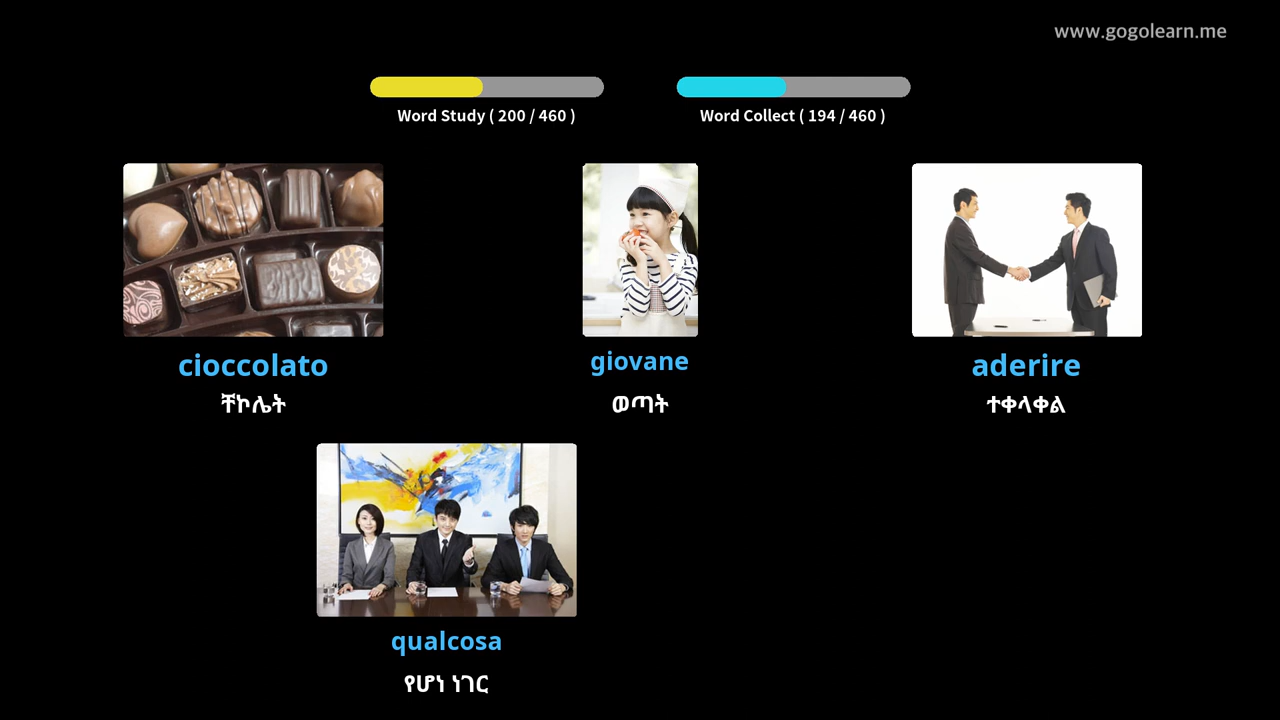 www.gogolearn.me
Word Study ( 200 / 460 )
Word Collect ( 194 / 460 )
cioccolato
ቸኮሌት
giovane
ወጣት
aderire
ተቀላቀል
qualcosa
የሆነ ነገር